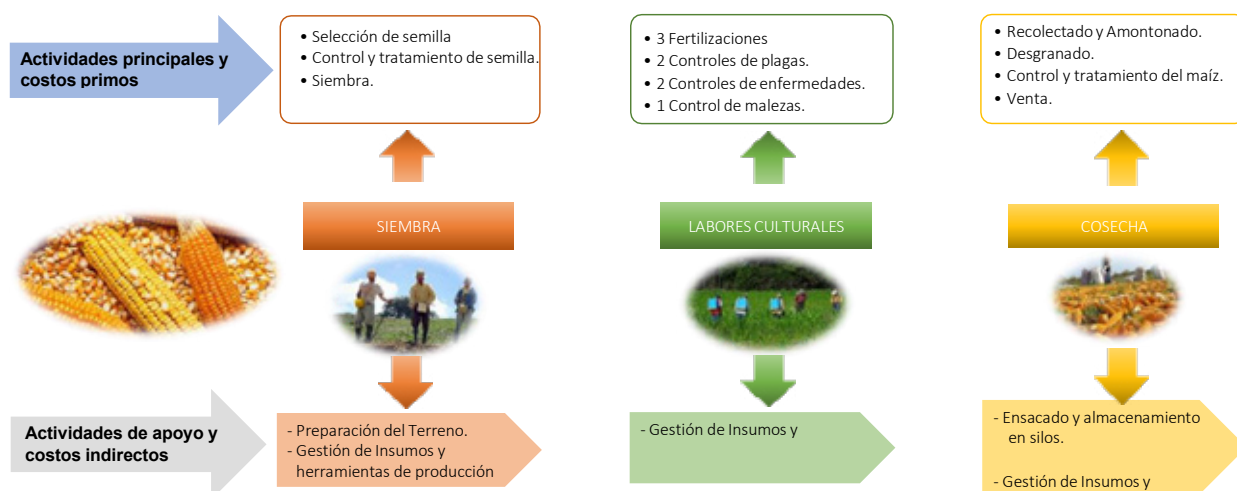 Actividades principales y
costos primos
• Selección de semilla
• Control y tratamiento de semilla.
• Siembra.
• 3 Fertilizaciones
• 2 Controles de plagas.
• 2 Controles de enfermedades.
• 1 Control de malezas.
• Recolectado y Amontonado.
• Desgranado.
• Control y tratamiento del maíz.
• Venta.
SIEMBRA
LABORES CULTURALES
COSECHA
Actividades de apoyo y
costos indirectos
- Preparación del Terreno.
- Gestión de Insumos y
herramientas de producción
- Gestión de Insumos y
- Ensacado y almacenamiento
en silos.
- Gestión de Insumos y